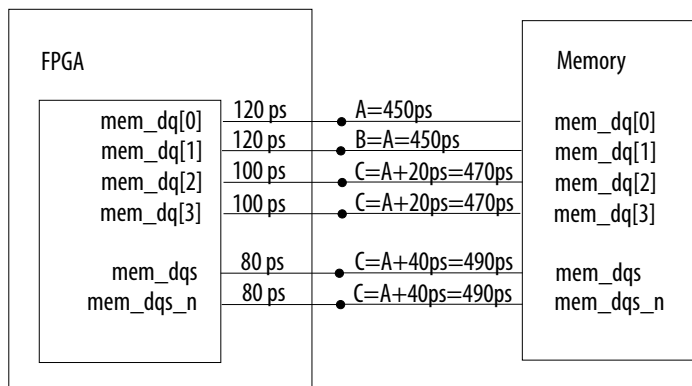 FPGA
Memory
mem_dq[0] 120 ps A=450ps mem_dq[0]
mem_dq[1] 120 ps B=A=450ps mem_dq[1]
mem_dq[2] 100 ps C=A+20ps=470ps mem_dq[2]
mem_dq[3] 100 ps C=A+20ps=470ps mem_dq[3]
mem_dqs 80 ps C=A+40ps=490ps mem_dqs
mem_dqs_n 80 ps C=A+40ps=490ps mem_dqs_n